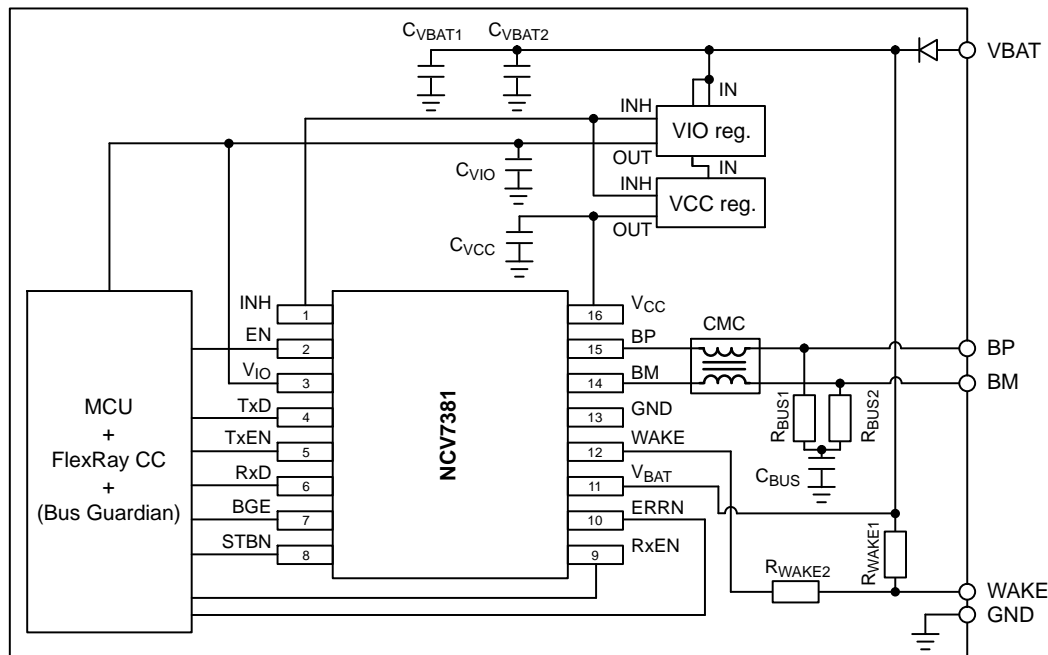 CVBAT1
CVBAT2
VBAT
INH
IN
VIO reg.
OUT
IN
CVIO
INH
VCC reg.
OUT
CVCC
INH
1
16
VCC
EN
2
15
BP
CMC
BP
VIO
3
14
BM
BM
MCU
+
FlexRay CC
+
(Bus Guardian)
TxD
4
13
GND
TxEN
5
12
WAKE
RxD
6
11
VBAT
BGE
7
10
ERRN
STBN
8
9
RxEN
NCV7381
RBUS1
RBUS2
CBUS
RWAKE1
RWAKE2
WAKE
GND